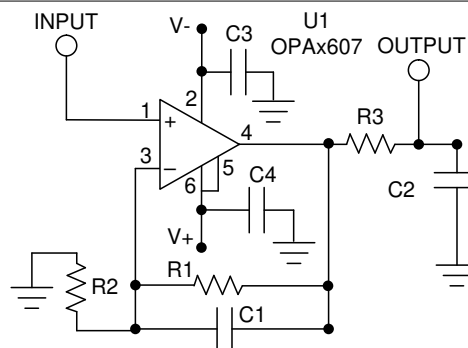 INPUT
V-
U1
OPAx607
OUTPUT
C3
2
1
+
4
R3
3
−
5
6
C4
C2
V+
R1
R2
C1